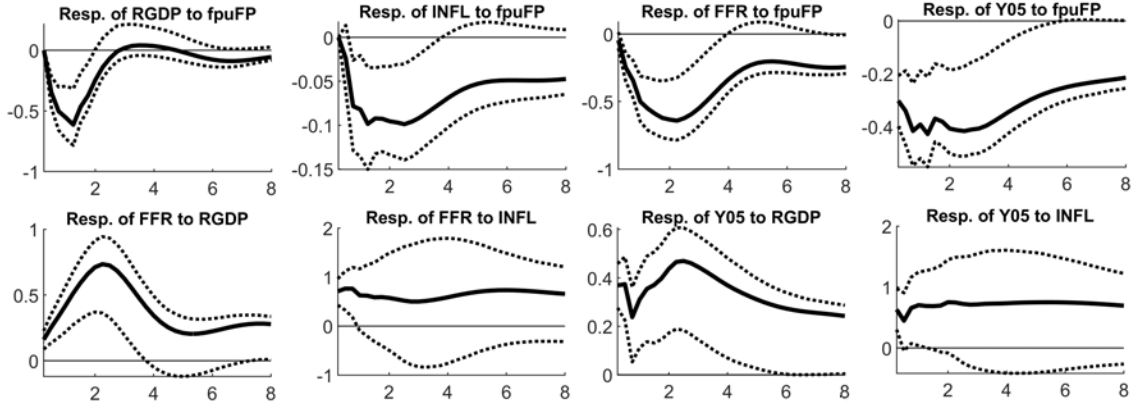 Resp. of RGDP to fpuFP
0
-0.5
-1
2 4 6 8
Resp. of INFL to fpuFP
0
-0.05
-0.1
-0.15
2 4 6 8
Resp. of FFR to fpuFP
0
-0.5
-1
2 4 6 8
Resp. of Y05 to fpuFP
0
-0.2
-0.4
2 4 6 8
Resp. of FFR to RGDP
1
0.5
0
2 4 6 8
Resp. of FFR to INFL
2
1
0
-1
2 4 6 8
Resp. of Y05 to RGDP
0.6
0.4
0.2
0
2 4 6 8
Resp. of Y05 to INFL
2
1
0
2 4 6 8